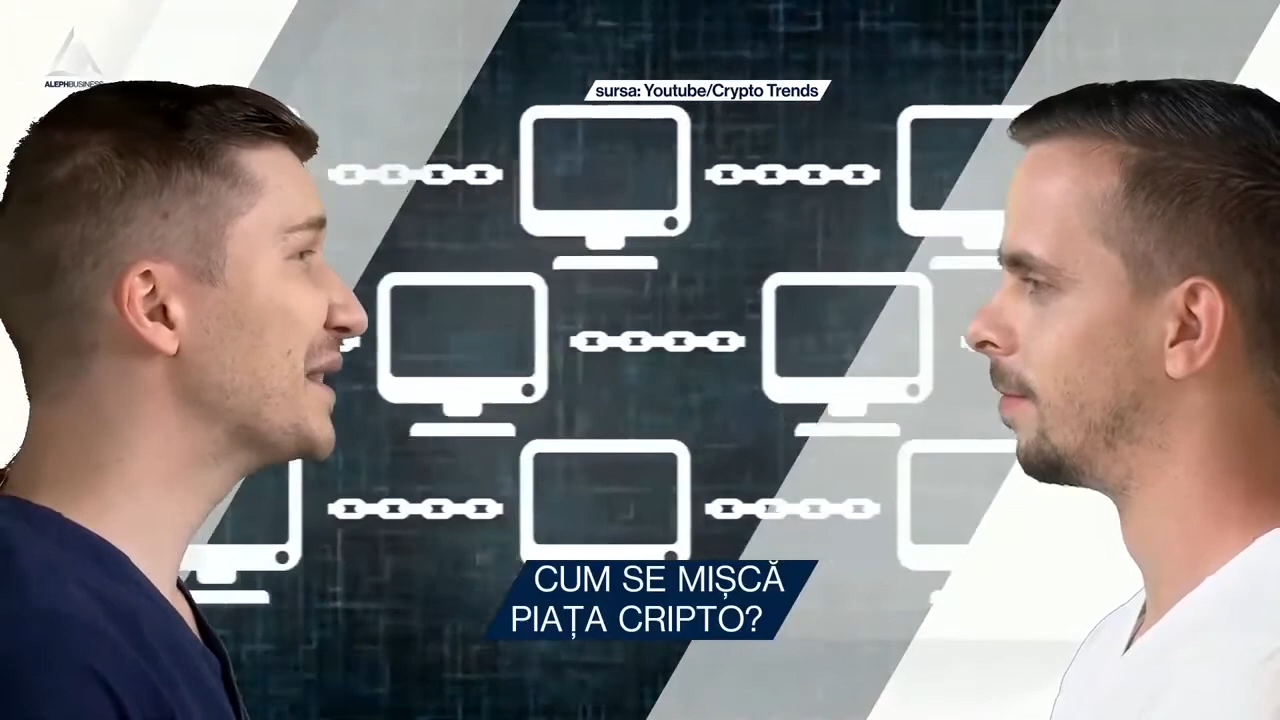 ALEPHBUSINESS
sursa: Youtube/Crypto Trends
CUM SE MIȘCĂ
PIAȚA CRIPTO?